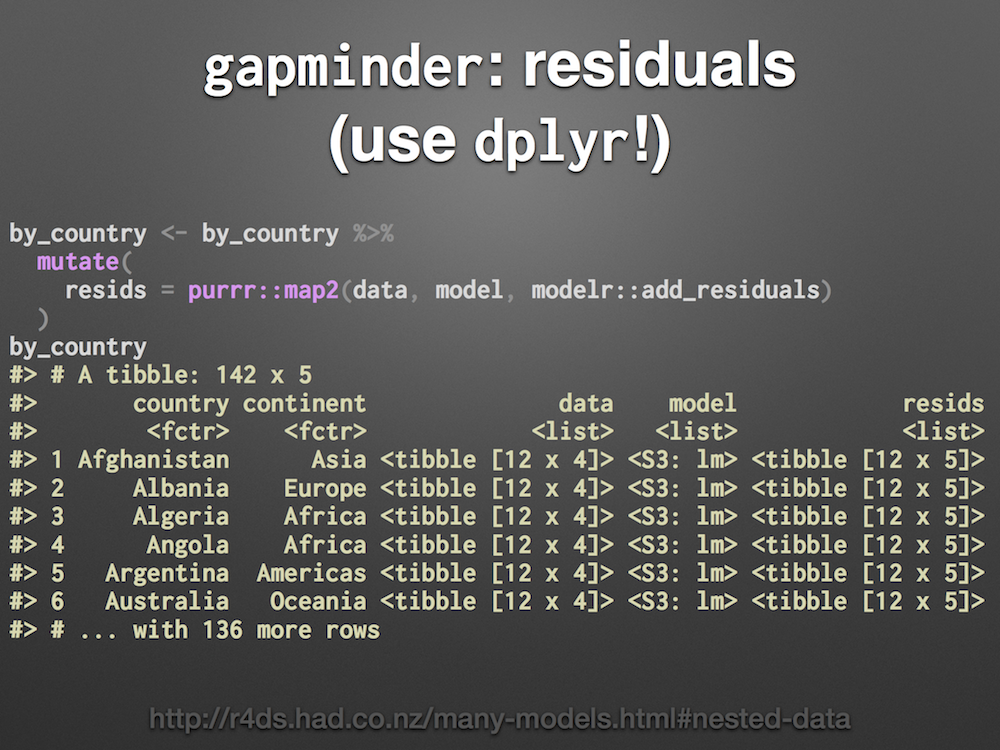 gapminder: residuals
(use dplyr!)
by_country <- by_country %>%
  mutate(
    resids = purrr::map2(data, model, modelr::add_residuals)
  )
by_country
#> # A tibble: 142 x 5
#>       country continent              data    model            resids
#>        <fctr>    <fctr>            <list>   <list>            <list>
#> 1 Afghanistan      Asia <tibble [12 x 4]> <S3: lm> <tibble [12 x 5]>
#> 2     Albania    Europe <tibble [12 x 4]> <S3: lm> <tibble [12 x 5]>
#> 3     Algeria    Africa <tibble [12 x 4]> <S3: lm> <tibble [12 x 5]>
#> 4      Angola    Africa <tibble [12 x 4]> <S3: lm> <tibble [12 x 5]>
#> 5   Argentina  Americas <tibble [12 x 4]> <S3: lm> <tibble [12 x 5]>
#> 6   Australia   Oceania <tibble [12 x 4]> <S3: lm> <tibble [12 x 5]>
#> # ... with 136 more rows
http://r4ds.had.co.nz/many-models.html#nested-data